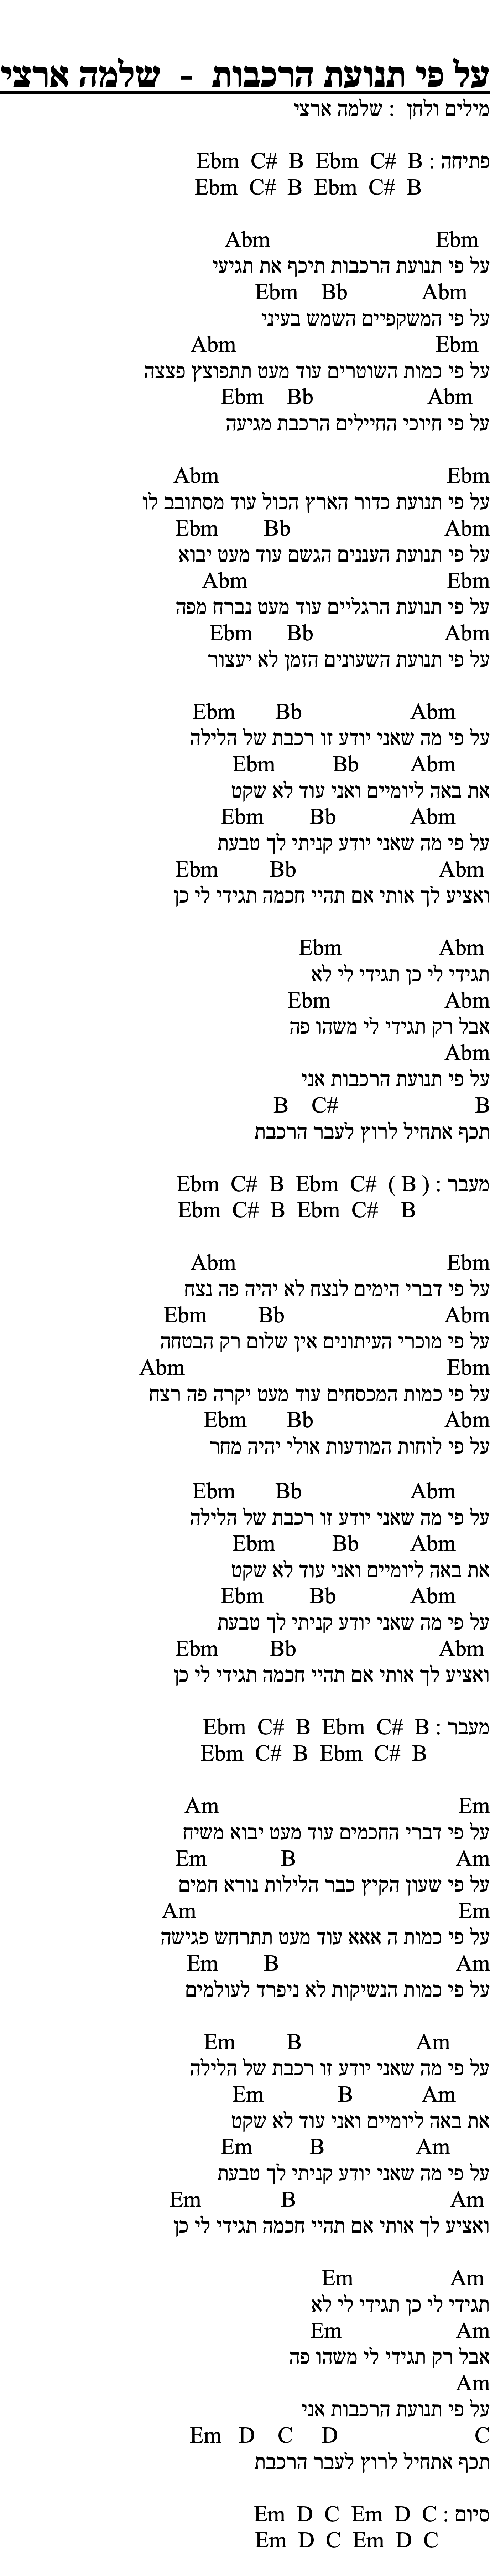 על פי תנועת הרכבות - שלמה ארצי
מילים ולחן : שלמה ארצי
פתיחה : Ebm C# B Ebm C# B
Ebm C# B Ebm C# B
Abm Ebm
על פי תנועת הרכבות תיכף את תגיעי
Ebm Bb Abm
על פי המשקפיים השמש בעיני
Abm Ebm
על פי כמות השוטרים עוד מעט תתפוצץ פצצה
Ebm Bb Abm
על פי חיוכי החיילים הרכבת מגיעה
Abm Ebm
על פי תנועת כדור הארץ הכול עוד מסתובב לו
Ebm Bb Abm
על פי תנועת העננים הגשם עוד מעט יבוא
Abm Ebm
על פי תנועת הרגליים עוד מעט נברח מפה
Ebm Bb Abm
על פי תנועת השעונים הזמן לא יעצור
Ebm Bb Abm
על פי מה שאני יודע זו רכבת של הלילה
Ebm Bb Abm
את באה ליומיים ואני עוד לא שקט
Ebm Bb Abm
על פי מה שאני יודע קניתי לך טבעת
Ebm Bb Abm
ואציע לך אותי אם תהיי חכמה תגידי לי כן
Ebm Abm
תגידי לי כן תגידי לי לא
Ebm Abm
אבל רק תגידי לי משהו פה
Abm
על פי תנועת הרכבות אני
B C# B
תכף אתחיל לרוץ לעבר הרכבת
מעבר : Ebm C# B Ebm C# ( B )
Ebm C# B Ebm C# B
Abm Ebm
על פי דברי הימים לנצח לא יהיה פה נצח
Ebm Bb Abm
על פי מוכרי העיתונים אין שלום רק הבטחה
Abm Ebm
על פי כמות המכסחים עוד מעט יקרה פה רצח
Ebm Bb Abm
על פי לוחות המודעות אולי יהיה מחר
Ebm Bb Abm
על פי מה שאני יודע זו רכבת של הלילה
Ebm Bb Abm
את באה ליומיים ואני עוד לא שקט
Ebm Bb Abm
על פי מה שאני יודע קניתי לך טבעת
Ebm Bb Abm
ואציע לך אותי אם תהיי חכמה תגידי לי כן
מעבר : Ebm C# B Ebm C# B
Ebm C# B Ebm C# B
Am Em
על פי דברי החכמים עוד מעט יבוא משיח
Em B Am
על פי שעון הקיץ כבר הלילות נורא חמים
Am Em
על פי כמות ה אאא עוד מעט תתרחש פגישה
Em B Am
על פי כמות הנשיקות לא ניפרד לעולמים
Em B Am
על פי מה שאני יודע זו רכבת של הלילה
Em B Am
את באה ליומיים ואני עוד לא שקט
Em B Am
על פי מה שאני יודע קניתי לך טבעת
Em B Am
ואציע לך אותי אם תהיי חכמה תגידי לי כן
Em Am
תגידי לי כן תגידי לי לא
Em Am
אבל רק תגידי לי משהו פה
Am
על פי תנועת הרכבות אני
Em D C D C
תכף אתחיל לרוץ לעבר הרכבת
סיום : Em D C Em D C
Em D C Em D C